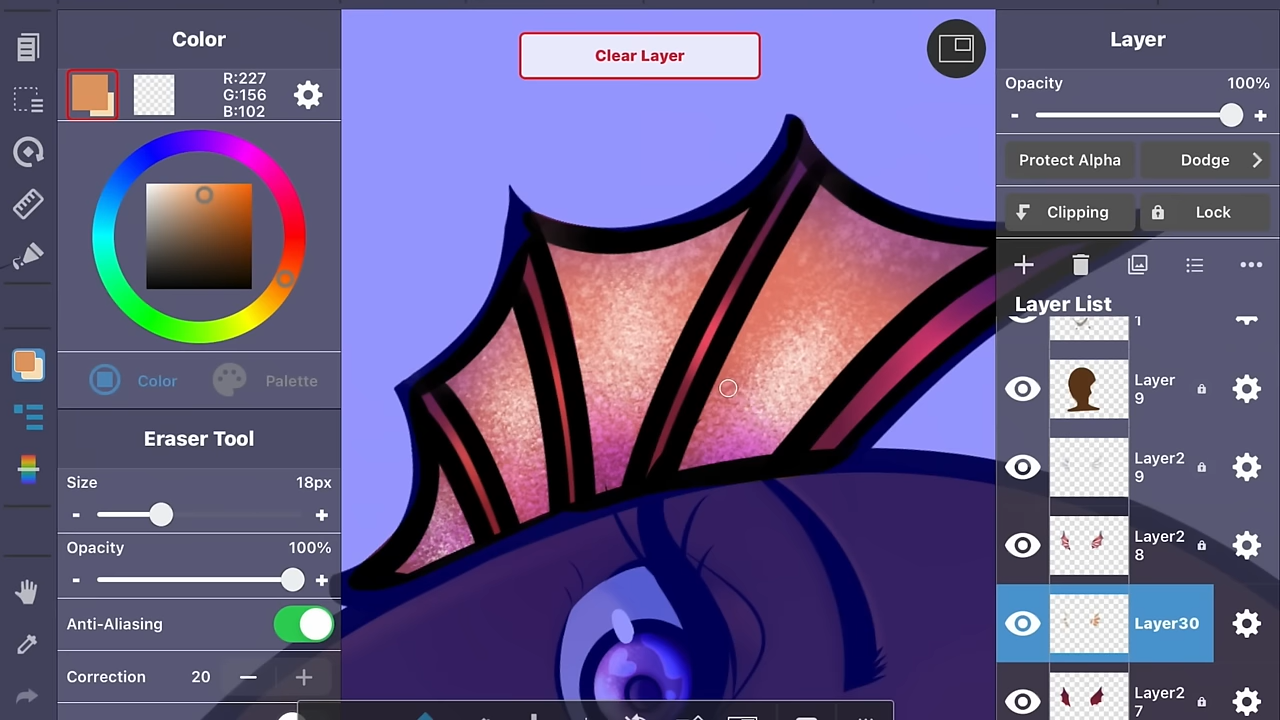 Color
R:227
G:156
B:102
Color
Palette
Eraser Tool
Size
18px
-
+
Opacity
100%
-
+
Anti-Aliasing
Correction
20
Clear Layer
Layer
Opacity
100%
-
+
Protect Alpha
Dodge
Clipping
Lock
Layer List
1
Layer
9
Layer2
9
Layer2
8
Layer30
Layer2
7